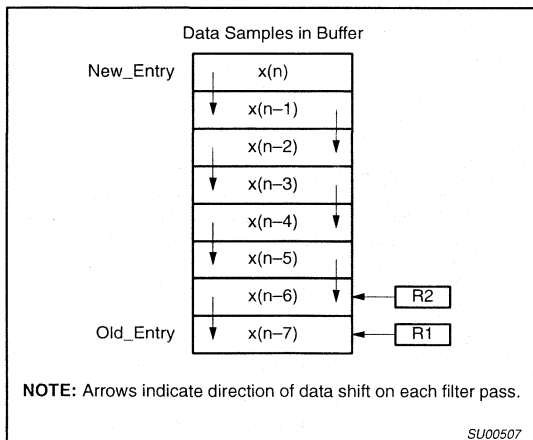 Data Samples in Buffer
New_Entry
x(n)
x(n–1)
x(n–2)
x(n–3)
x(n–4)
x(n–5)
x(n–6)
R2
Old_Entry
x(n–7)
R1
NOTE: Arrows indicate direction of data shift on each filter pass.
SU00507